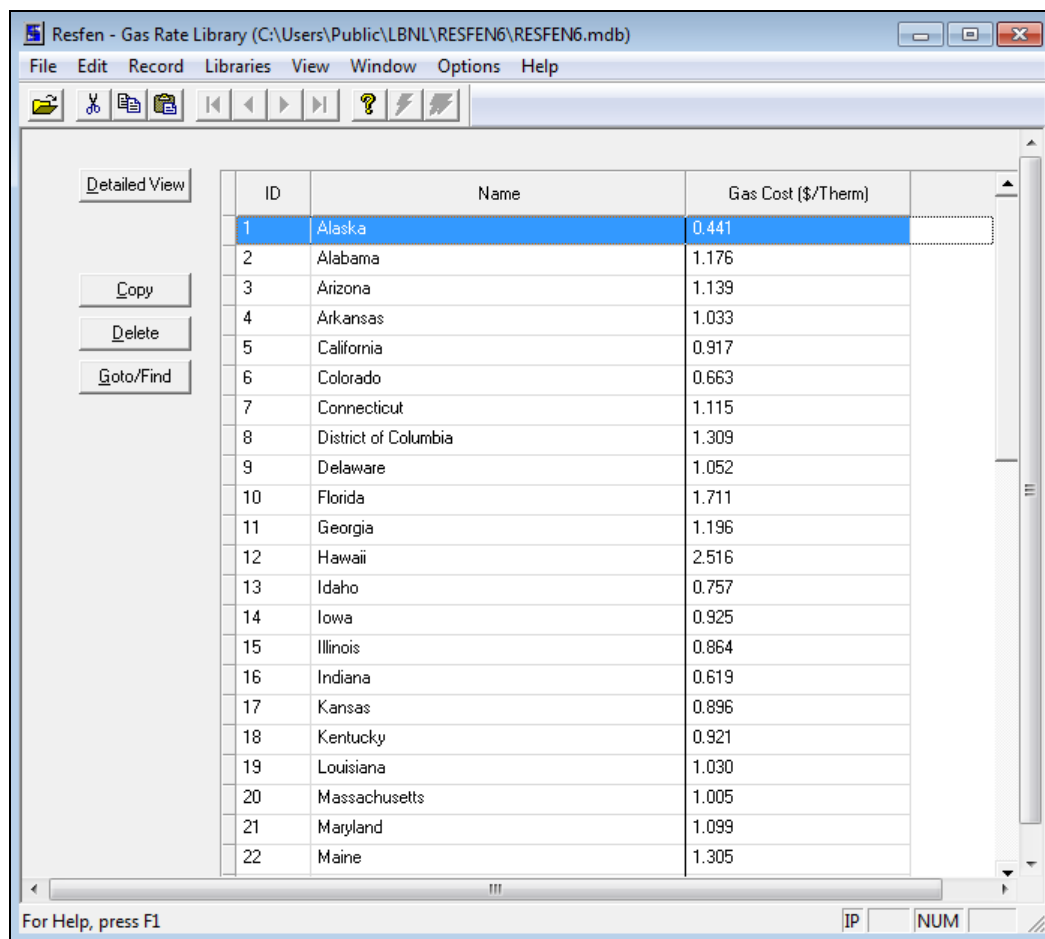 Resfen - Gas Rate Library (C:\Users\Public\LBNL\RESFEN6\RESFEN6.mdb)
File Edit Record Libraries View Window Options Help
Detailed View
Copy
Delete
Goto/Find
ID Name Gas Cost ($/Therm)
1 Alaska 0.441
2 Alabama 1.176
3 Arizona 1.139
4 Arkansas 1.033
5 California 0.917
6 Colorado 0.663
7 Connecticut 1.115
8 District of Columbia 1.309
9 Delaware 1.052
10 Florida 1.711
11 Georgia 1.196
12 Hawaii 2.516
13 Idaho 0.757
14 Iowa 0.925
15 Illinois 0.864
16 Indiana 0.619
17 Kansas 0.896
18 Kentucky 0.921
19 Louisiana 1.030
20 Massachusetts 1.005
21 Maryland 1.099
22 Maine 1.305
For Help, press F1 IP NUM